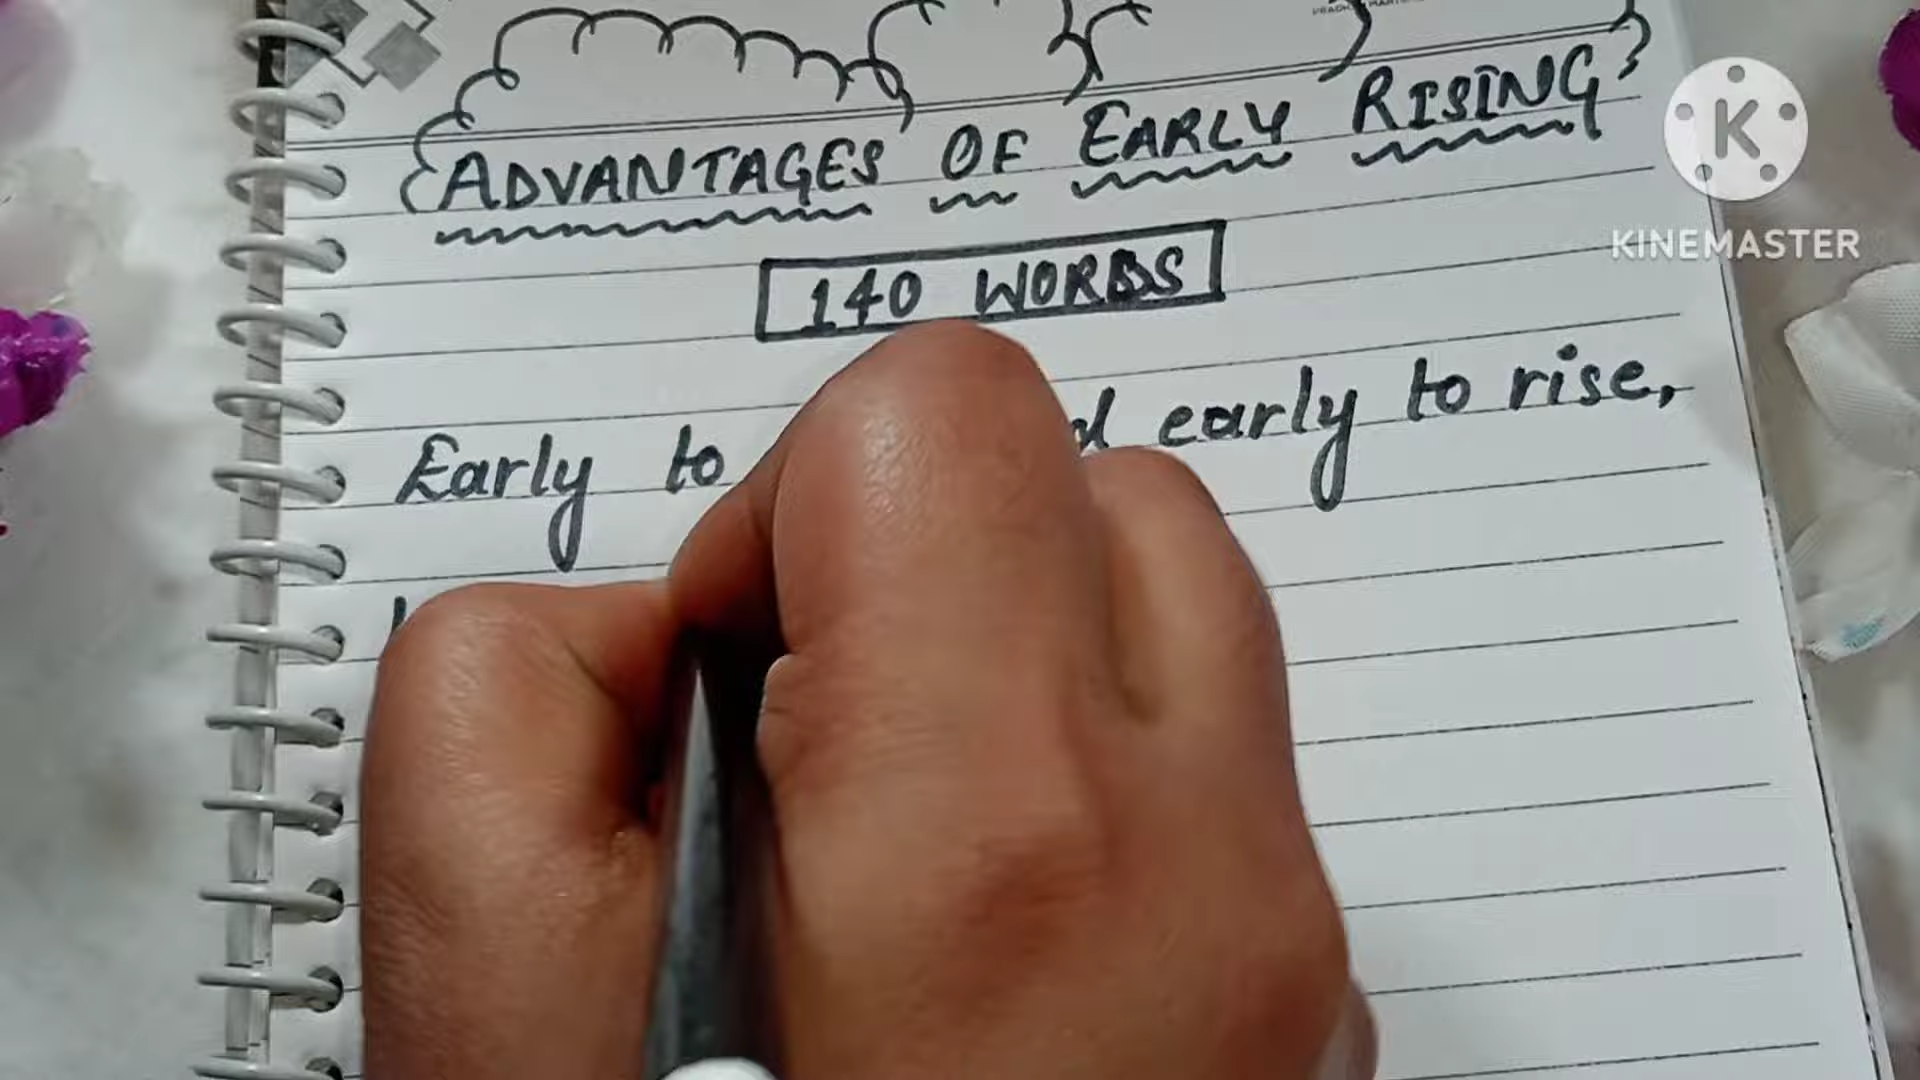 ADVANTAGES OF EARLY RISING
140 WORDS
Early to early to rise,
KINEMASTER